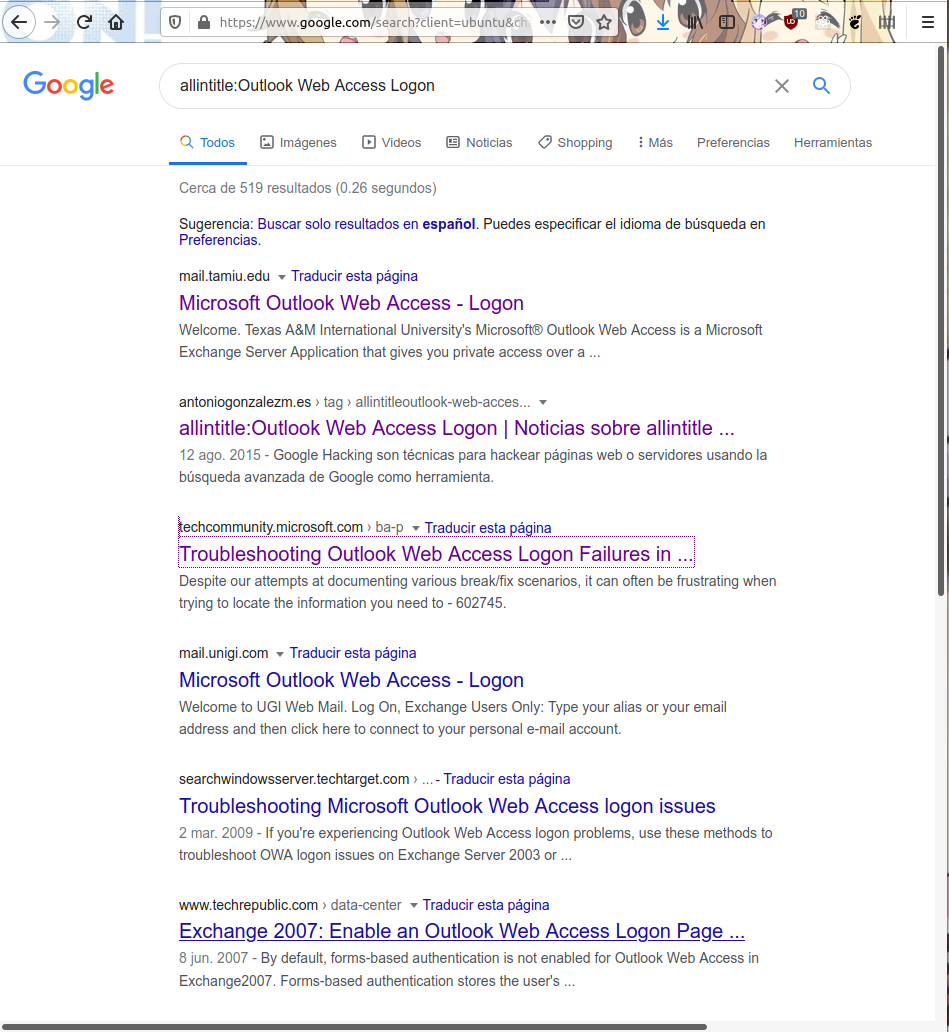 https://www.google.com/search?client=ubuntu&ch
10
Google
allintitle:Outlook Web Access Logon
Todos Imágenes Videos Noticias Shopping Más Preferencias Herramientas
Cerca de 519 resultados (0.26 segundos)
Sugerencia: Buscar solo resultados en español. Puedes especificar el idioma de búsqueda en
Preferencias.
mail.tamiu.edu Traducir esta página
Microsoft Outlook Web Access - Logon
Welcome. Texas A&M International University's Microsoft® Outlook Web Access is a Microsoft
Exchange Server Application that gives you private access over a ...
antoniogonzalezm.es › tag › allintitleoutlook-web-acces...
allintitle:Outlook Web Access Logon | Noticias sobre allintitle ...
12 ago. 2015 - Google Hacking son técnicas para hackear páginas web o servidores usando la
búsqueda avanzada de Google como herramienta.
techcommunity.microsoft.com › ba-p Traducir esta página
Troubleshooting Outlook Web Access Logon Failures in ...
Despite our attempts at documenting various break/fix scenarios, it can often be frustrating when
trying to locate the information you need to - 602745.
mail.unigi.com Traducir esta página
Microsoft Outlook Web Access - Logon
Welcome to UGI Web Mail. Log On, Exchange Users Only: Type your alias or your email
address and then click here to connect to your personal e-mail account.
searchwindowsserver.techtarget.com › ... - Traducir esta página
Troubleshooting Microsoft Outlook Web Access logon issues
2 mar. 2009 - If you're experiencing Outlook Web Access logon problems, use these methods to
troubleshoot OWA logon issues on Exchange Server 2003 or ...
www.techrepublic.com › data-center Traducir esta página
Exchange 2007: Enable an Outlook Web Access Logon Page ...
8 jun. 2007 - By default, forms-based authentication is not enabled for Outlook Web Access in
Exchange2007. Forms-based authentication stores the user's ...